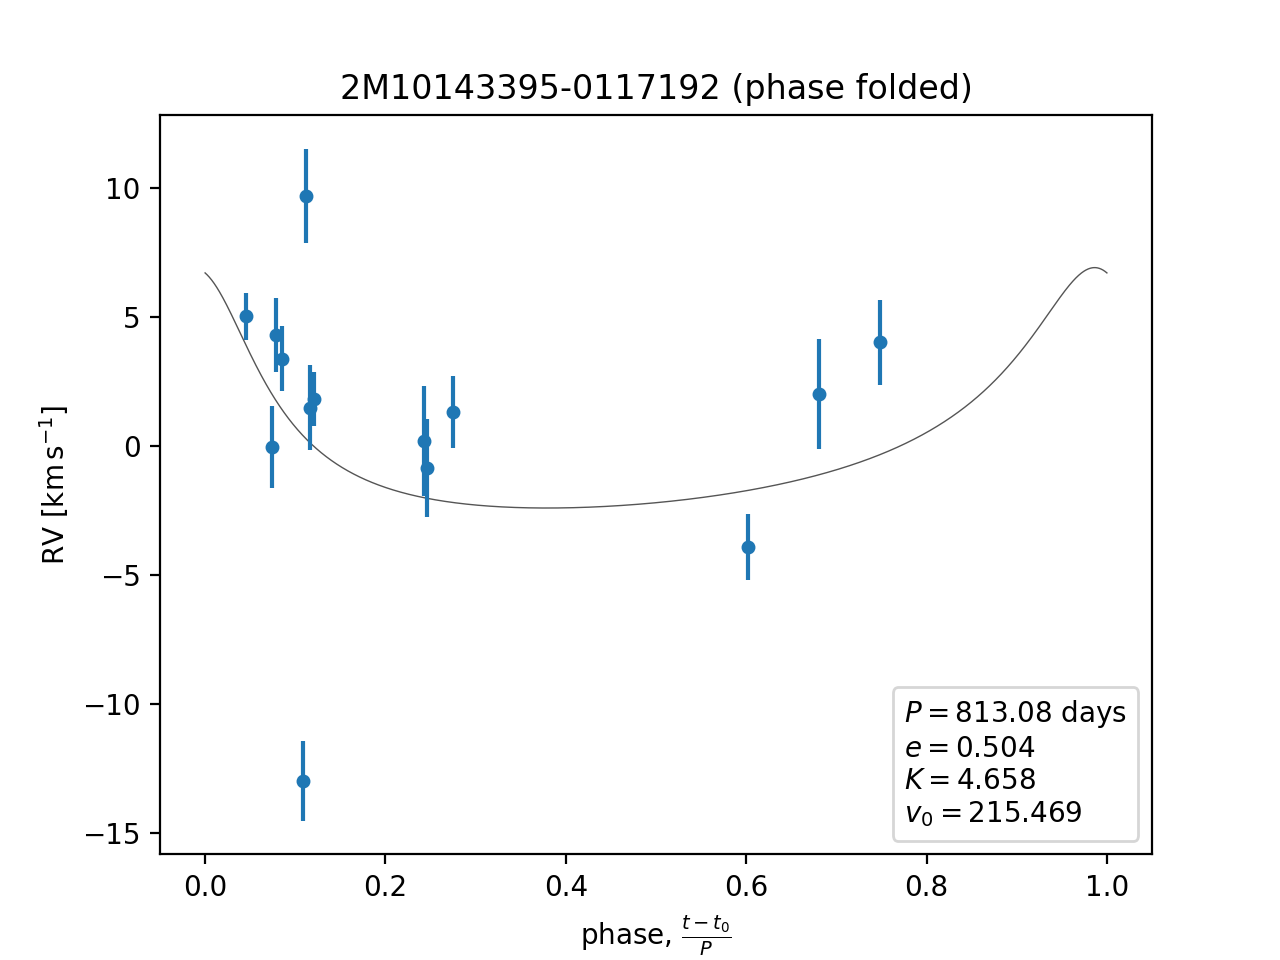 2M10143395-0117192 (phase folded)
10
5
0
−5
−10
−15
RV [km s⁻¹]
P = 813.08 days
e = 0.504
K = 4.658
v₀ = 215.469
0.0 0.2 0.4 0.6 0.8 1.0
phase, (t − t₀)/P